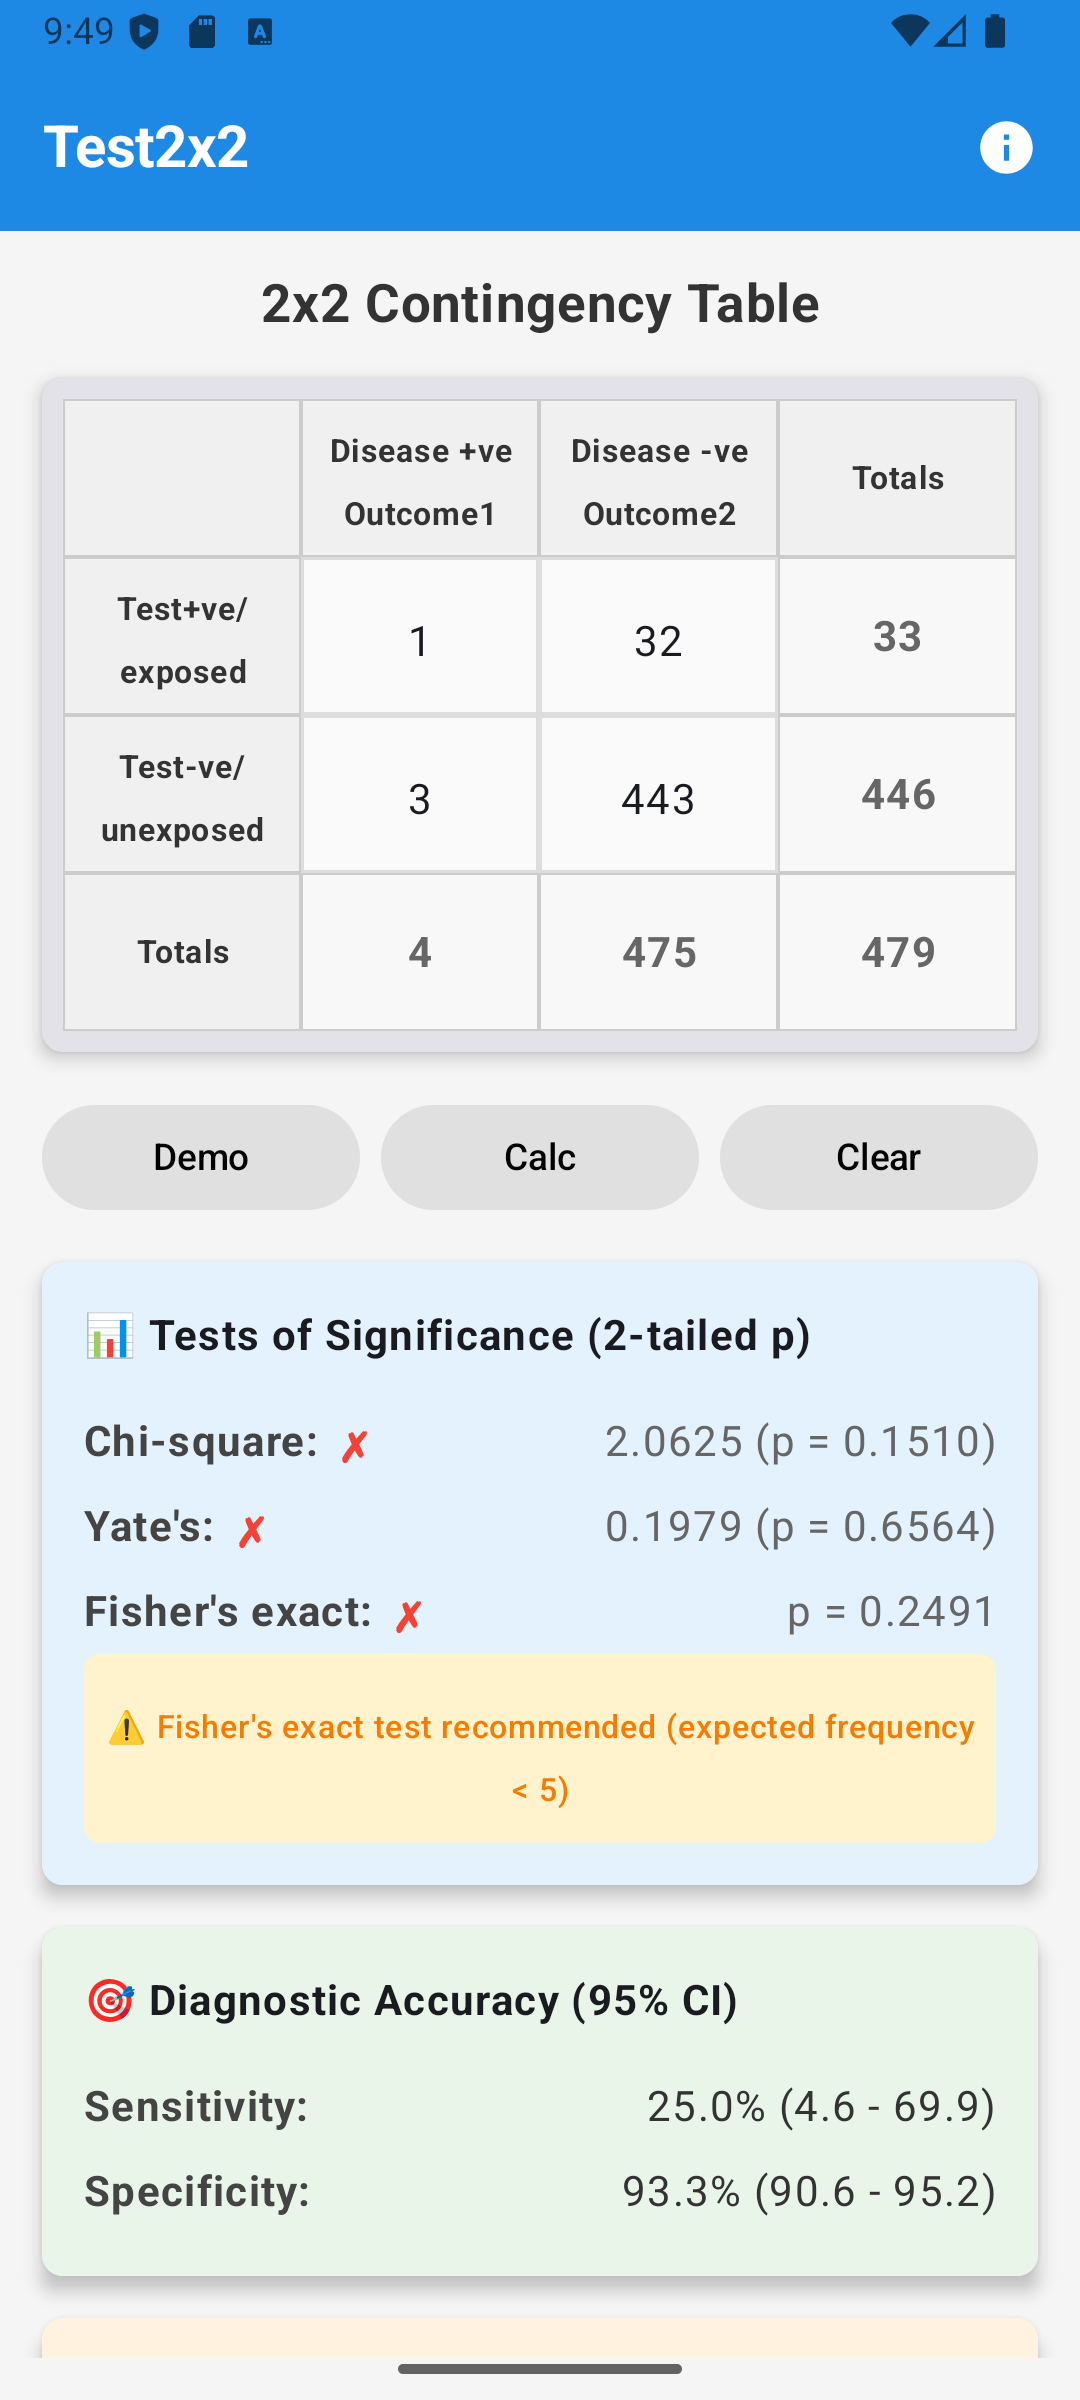 9:49
Test2x2
2x2 Contingency Table
Disease +ve
Outcome1
Disease -ve
Outcome2
Totals
Test+ve/
exposed
1
32
33
Test-ve/
unexposed
3
443
446
Totals
4
475
479
Demo
Calc
Clear
📊 Tests of Significance (2-tailed p)
Chi-square: ✗ 2.0625 (p = 0.1510)
Yate's: ✗ 0.1979 (p = 0.6564)
Fisher's exact: ✗ p = 0.2491
⚠️ Fisher's exact test recommended (expected frequency
< 5)
🎯 Diagnostic Accuracy (95% CI)
Sensitivity: 25.0% (4.6 - 69.9)
Specificity: 93.3% (90.6 - 95.2)